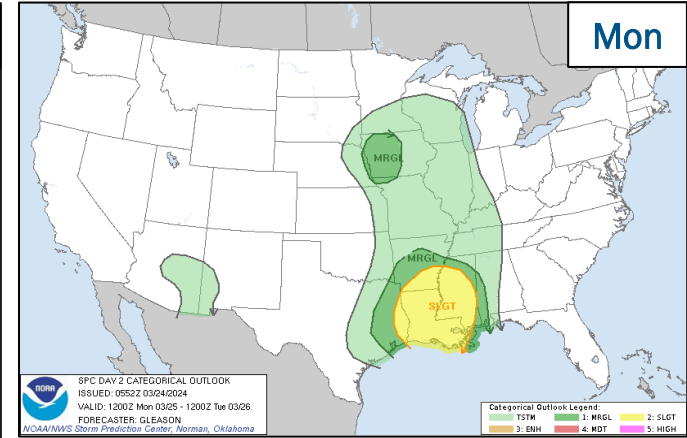 Mon
MRGL
MRGL
SLGT
NOAA
SPC DAY 2 CATEGORICAL OUTLOOK
ISSUED: 0552Z 03/24/2024
VALID: 1200Z Mon 03/25 - 1200Z Tue 03/26
FORECASTER: GLEASON
NOAA/NWS Storm Prediction Center, Norman, Oklahoma
Categorical Outlook Legend:
TSTM 1: MRGL 2: SLGT
3: ENH 4: MDT 5: HIGH